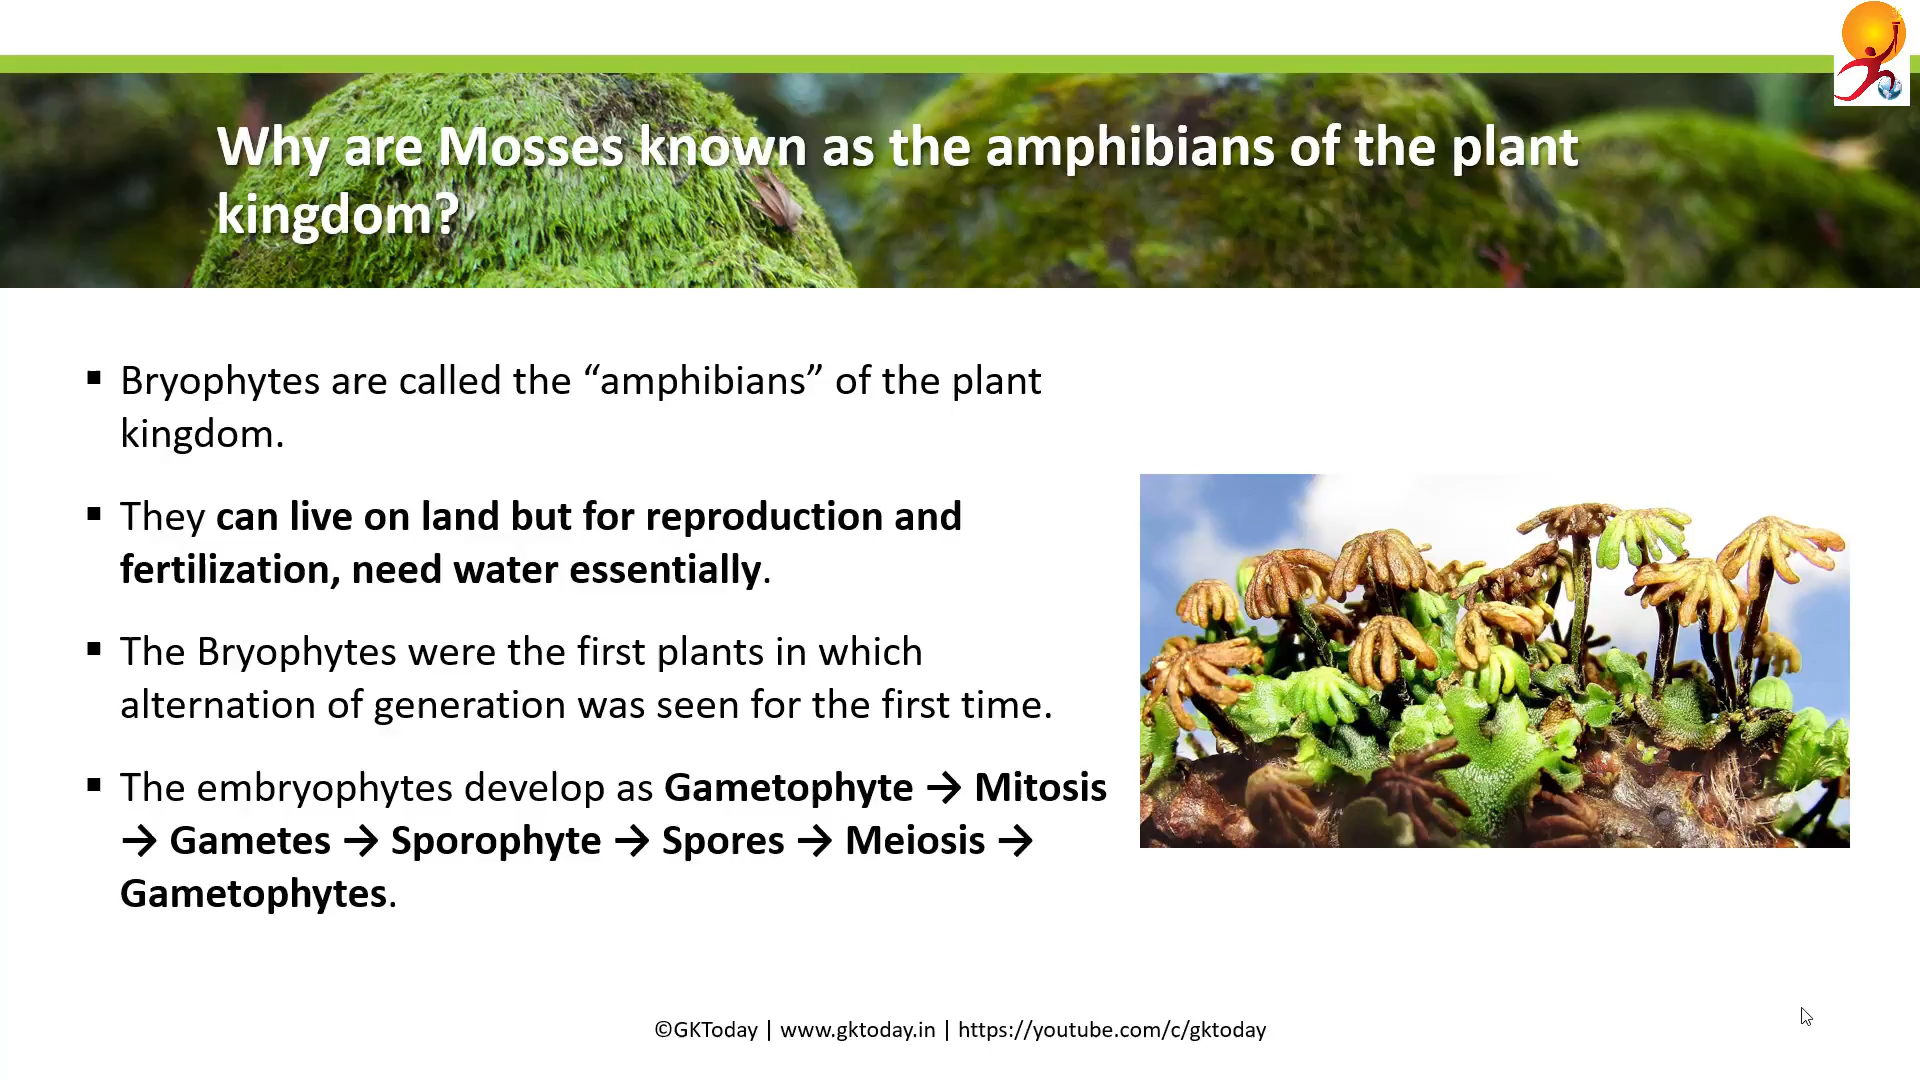 Why are Mosses known as the amphibians of the plant
kingdom?
▪ Bryophytes are called the “amphibians” of the plant
kingdom.
▪ They can live on land but for reproduction and
fertilization, need water essentially.
▪ The Bryophytes were the first plants in which
alternation of generation was seen for the first time.
▪ The embryophytes develop as Gametophyte → Mitosis
→ Gametes → Sporophyte → Spores → Meiosis →
Gametophytes.
©GKToday | www.gktoday.in | https://youtube.com/c/gktoday